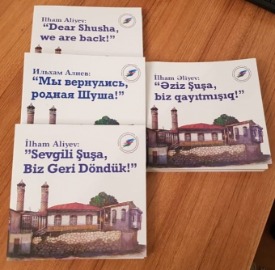 İlham Aliyev:
"Dear Shusha,
we are back!"
Ильхам Алиев:
"Мы вернулись,
родная Шуша!"
İlham Əliyev:
"Əziz Şuşa,
biz qayıtmışıq!"
İlham Aliyev:
"Sevgili Şuşa,
Biz Geri Döndük!"